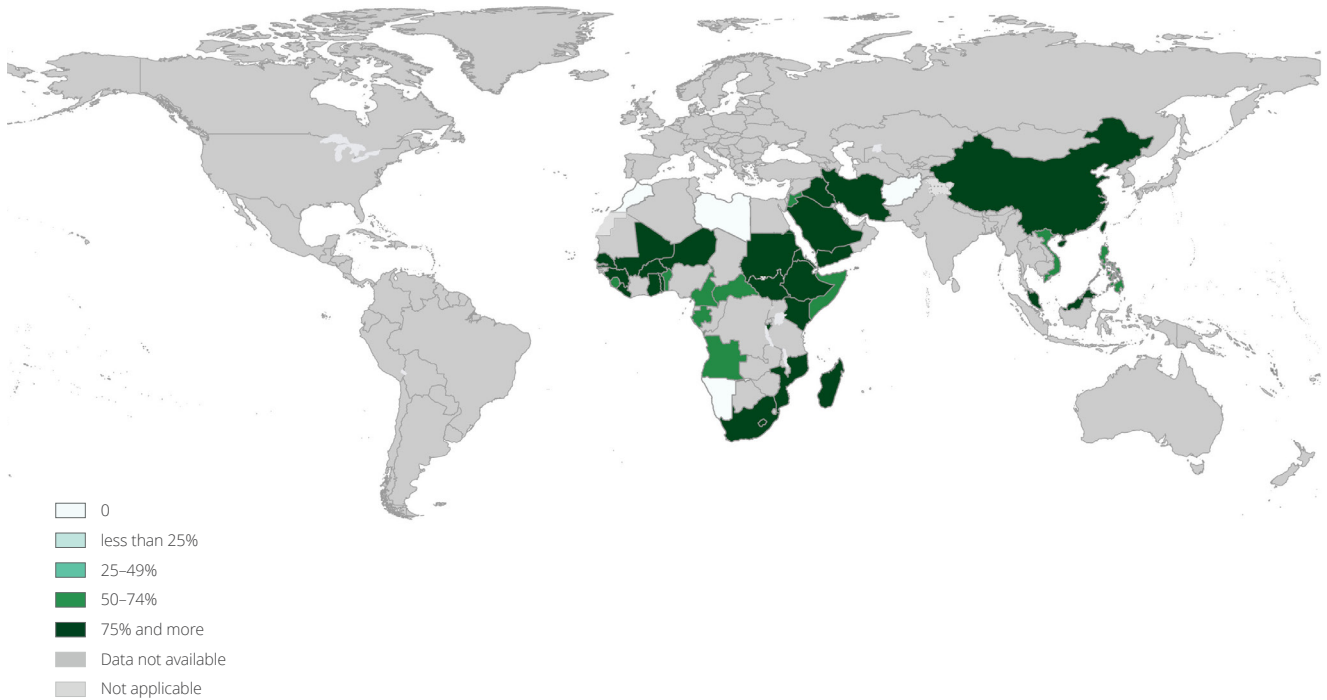 0
less than 25%
25–49%
50–74%
75% and more
Data not available
Not applicable